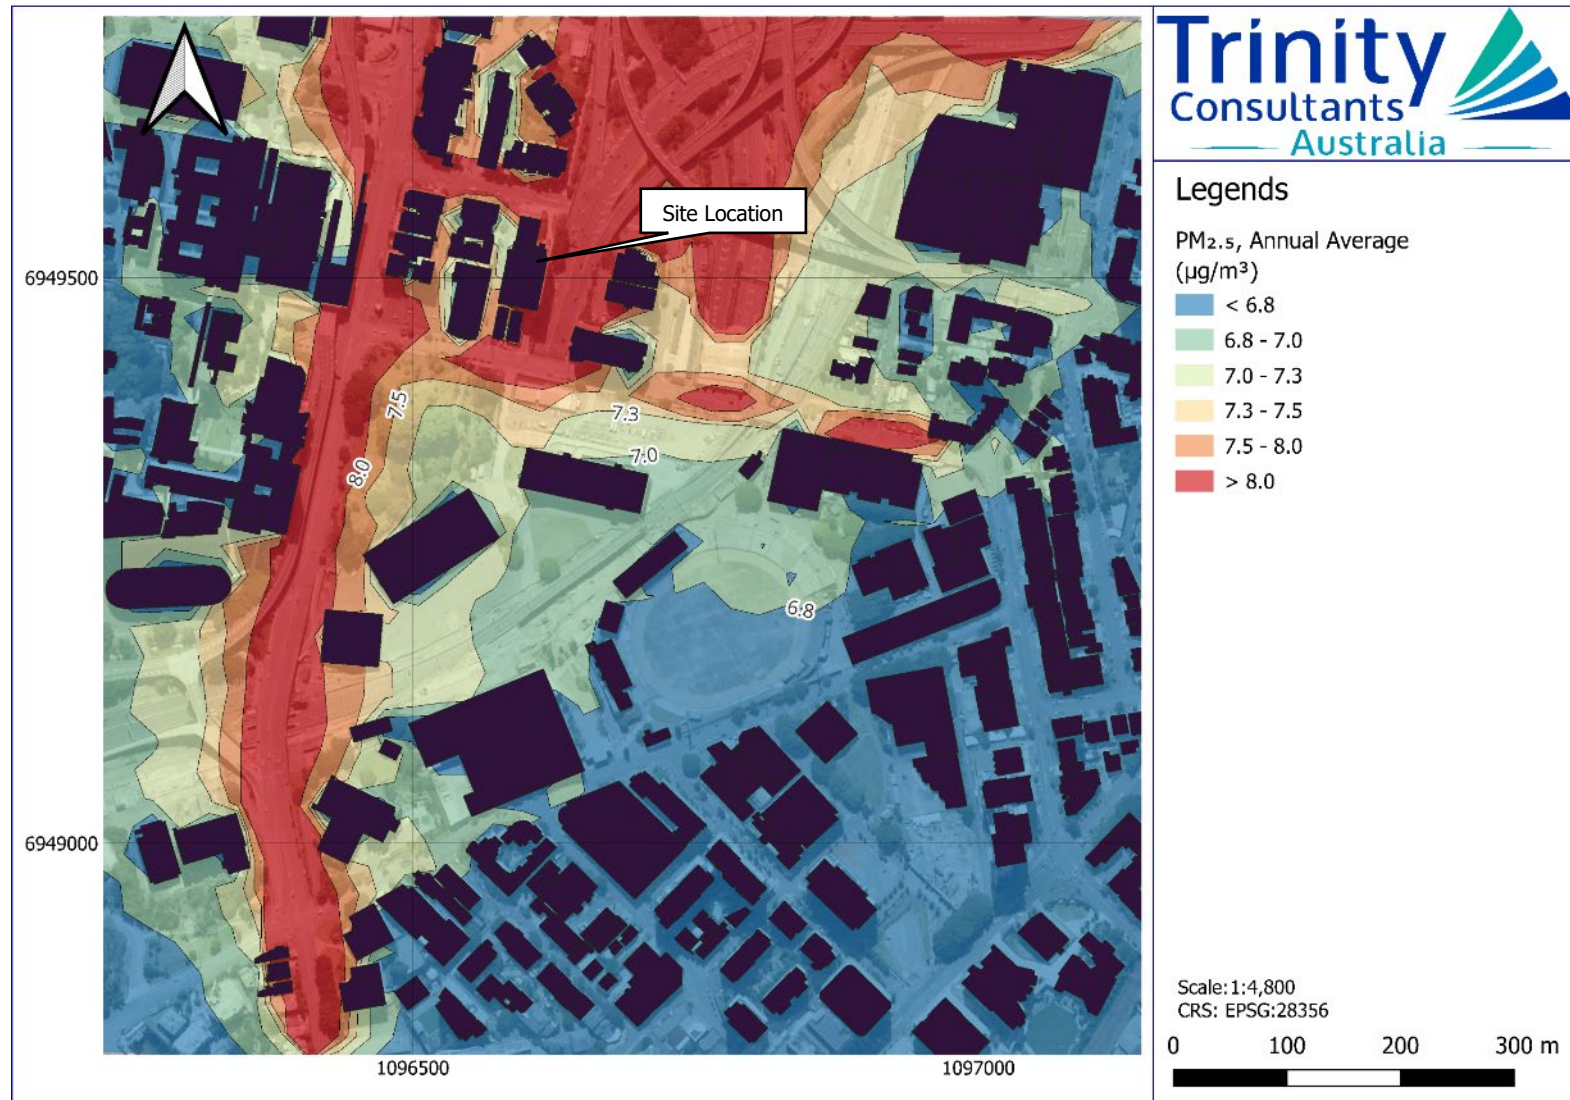 Trinity
Consultants
Australia
Legends
PM₂.₅, Annual Average
(µg/m³)
< 6.8
6.8 - 7.0
7.0 - 7.3
7.3 - 7.5
7.5 - 8.0
> 8.0
Site Location
6949500
7.5
7.3
7.0
8.0
6.8
6949000
1096500
1097000
Scale:1:4,800
CRS: EPSG:28356
0 100 200 300 m